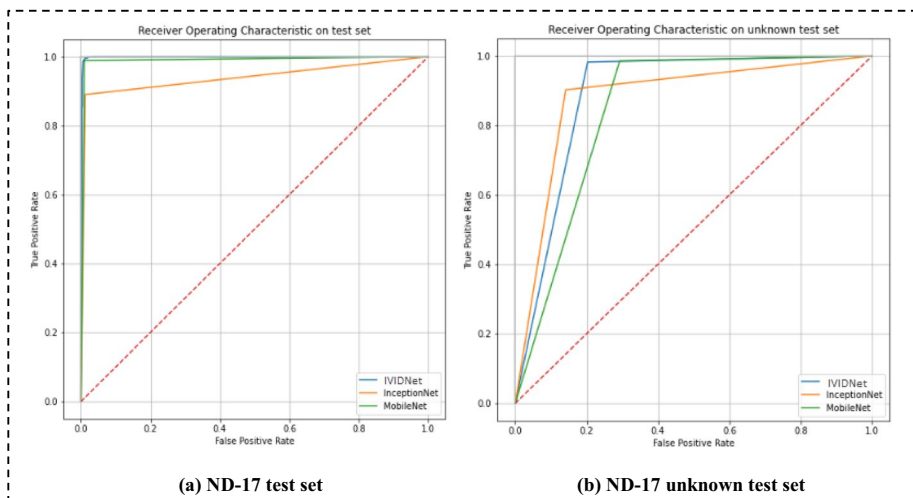 Receiver Operating Characteristic on test set
1.0
0.8
0.6
0.4
0.2
0.0
True Positive Rate
0.0 0.2 0.4 0.6 0.8 1.0
False Positive Rate
IVIDNet
InceptionNet
MobileNet
(a) ND-17 test set
Receiver Operating Characteristic on unknown test set
1.0
0.8
0.6
0.4
0.2
0.0
True Positive Rate
0.0 0.2 0.4 0.6 0.8 1.0
False Positive Rate
IVIDNet
InceptionNet
MobileNet
(b) ND-17 unknown test set